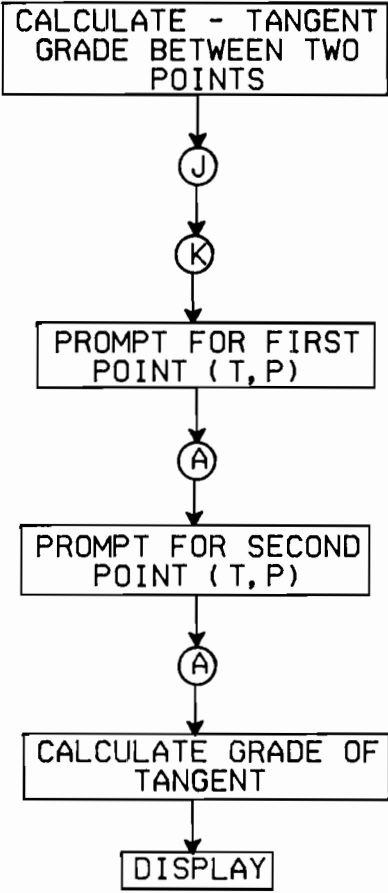 CALCULATE - TANGENT
GRADE BETWEEN TWO
POINTS
J
K
PROMPT FOR FIRST
POINT (T,P)
A
PROMPT FOR SECOND
POINT (T,P)
A
CALCULATE GRADE OF
TANGENT
DISPLAY